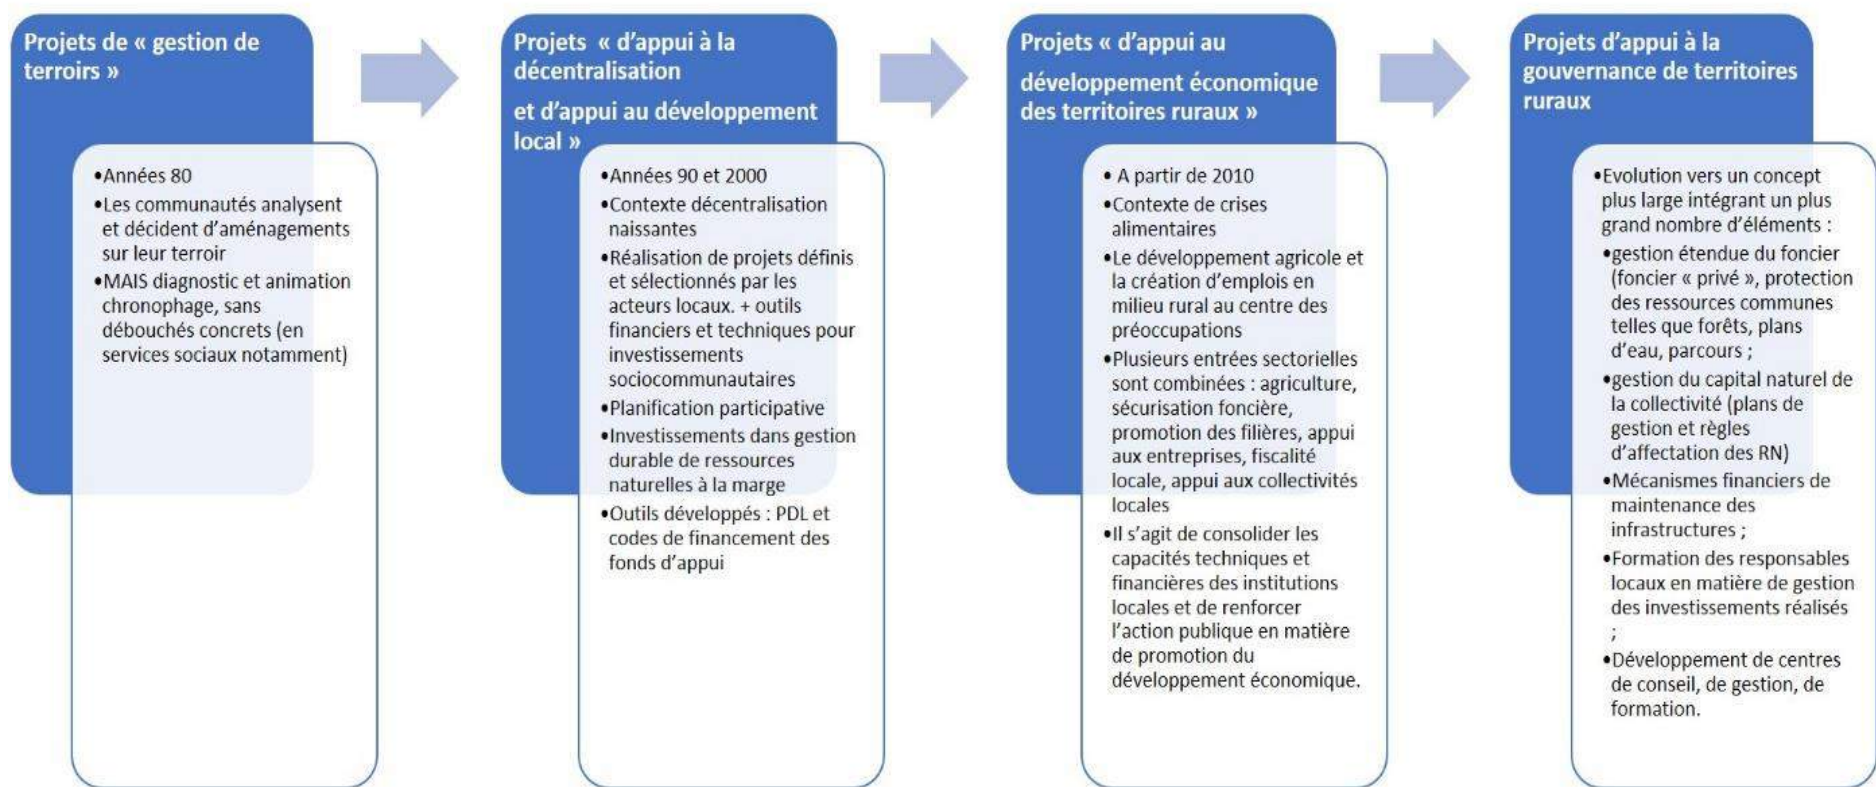 Projets de « gestion de
terroirs »
•Années 80
•Les communautés analysent
et décident d’aménagements
sur leur terroir
•MAIS diagnostic et animation
chronophage, sans
débouchés concrets (en
services sociaux notamment)
Projets « d’appui à la
décentralisation
et d’appui au développement
local »
•Années 90 et 2000
•Contexte décentralisation
naissantes
•Réalisation de projets définis
et sélectionnés par les
acteurs locaux. + outils
financiers et techniques pour
investissements
sociocommunautaires
•Planification participative
•Investissements dans gestion
durable de ressources
naturelles à la marge
•Outils développés : PDL et
codes de financement des
fonds d’appui
Projets « d’appui au
développement économique
des territoires ruraux »
• A partir de 2010
•Contexte de crises
alimentaires
•Le développement agricole et
la création d’emplois en
milieu rural au centre des
préoccupations
•Plusieurs entrées sectorielles
sont combinées : agriculture,
sécurisation foncière,
promotion des filières, appui
aux entreprises, fiscalité
locale, appui aux collectivités
locales
•Il s’agit de consolider les
capacités techniques et
financières des institutions
locales et de renforcer
l’action publique en matière
de promotion du
développement économique.
Projets d’appui à la
gouvernance de territoires
ruraux
•Evolution vers un concept
plus large intégrant un plus
grand nombre d’éléments :
•gestion étendue du foncier
(foncier « privé », protection
des ressources communes
telles que forêts, plans
d’eau, parcours ;
•gestion du capital naturel de
la collectivité (plans de
gestion et règles
d’affectation des RN)
•Mécanismes financiers de
maintenance des
infrastructures ;
•Formation des responsables
locaux en matière de gestion
des investissements réalisés
;
•Développement de centres
de conseil, de gestion, de
formation.